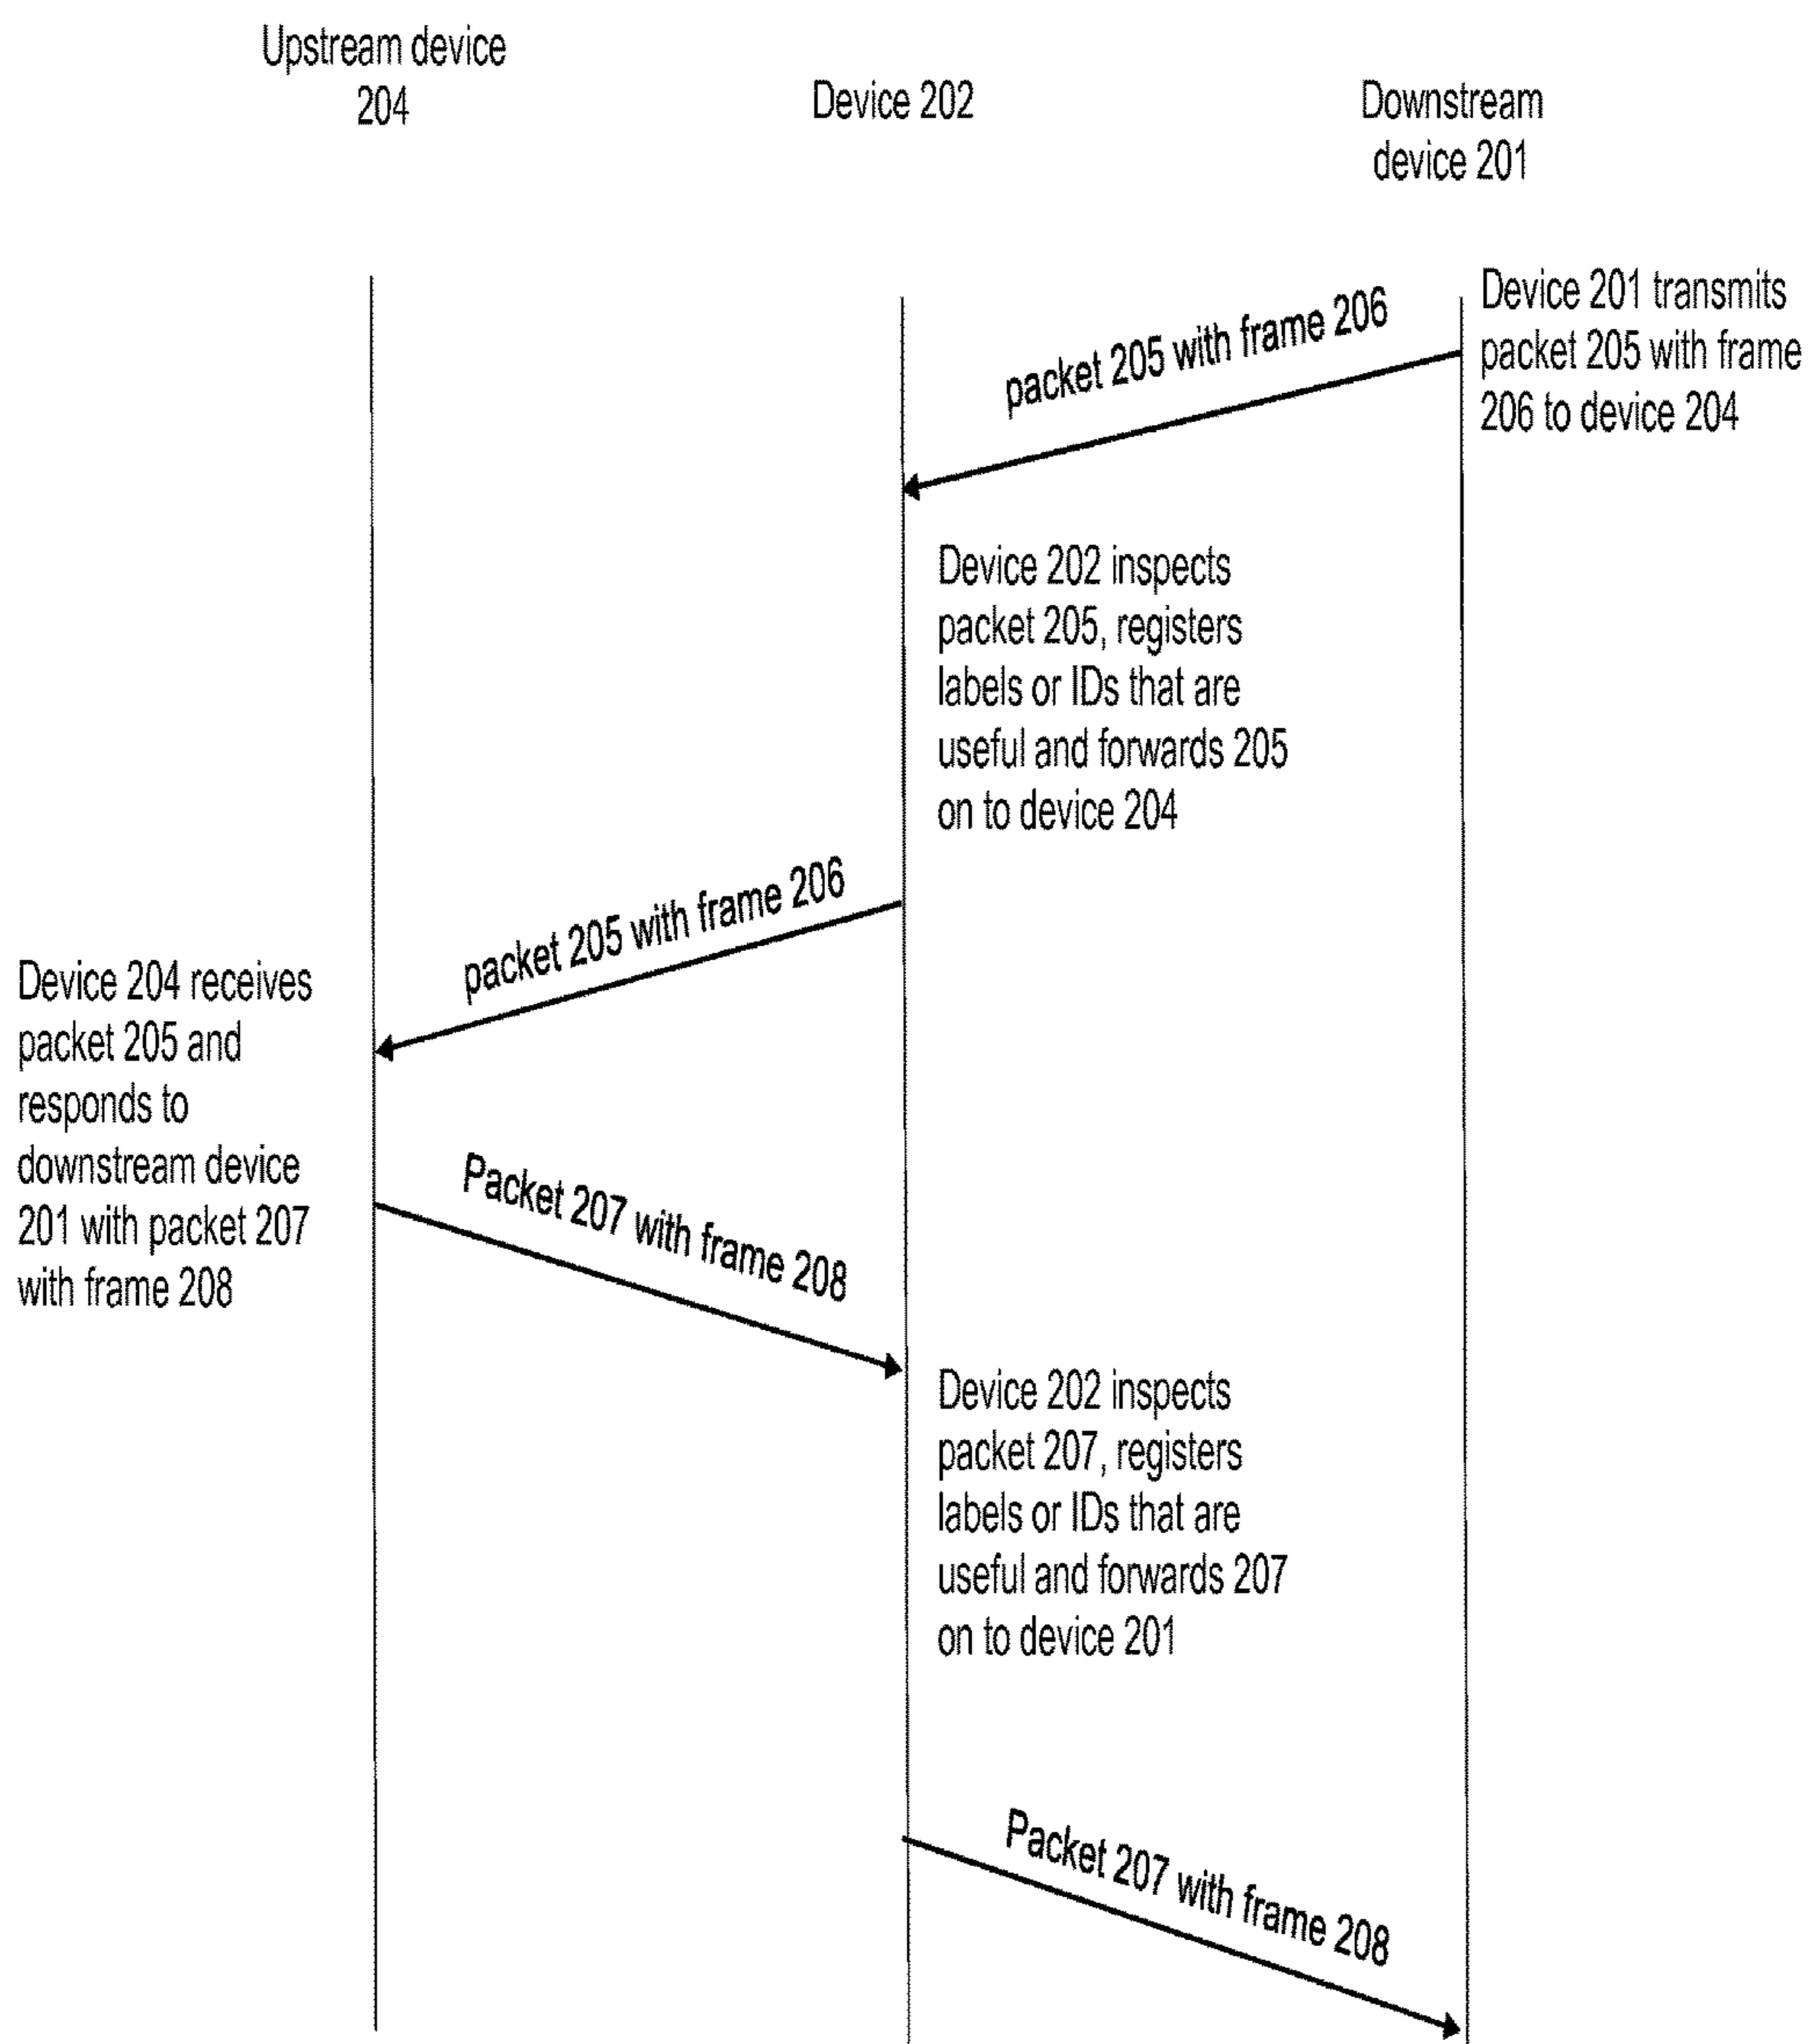 Upstream device
204
Device 202
Downstream
device 201
Device 201 transmits
packet 205 with frame
206 to device 204
packet 205 with frame 206
Device 202 inspects
packet 205, registers
labels or IDs that are
useful and forwards 205
on to device 204
packet 205 with frame 206
Device 204 receives
packet 205 and
responds to
downstream device
201 with packet 207
with frame 208
Packet 207 with frame 208
Device 202 inspects
packet 207, registers
labels or IDs that are
useful and forwards 207
on to device 201
Packet 207 with frame 208